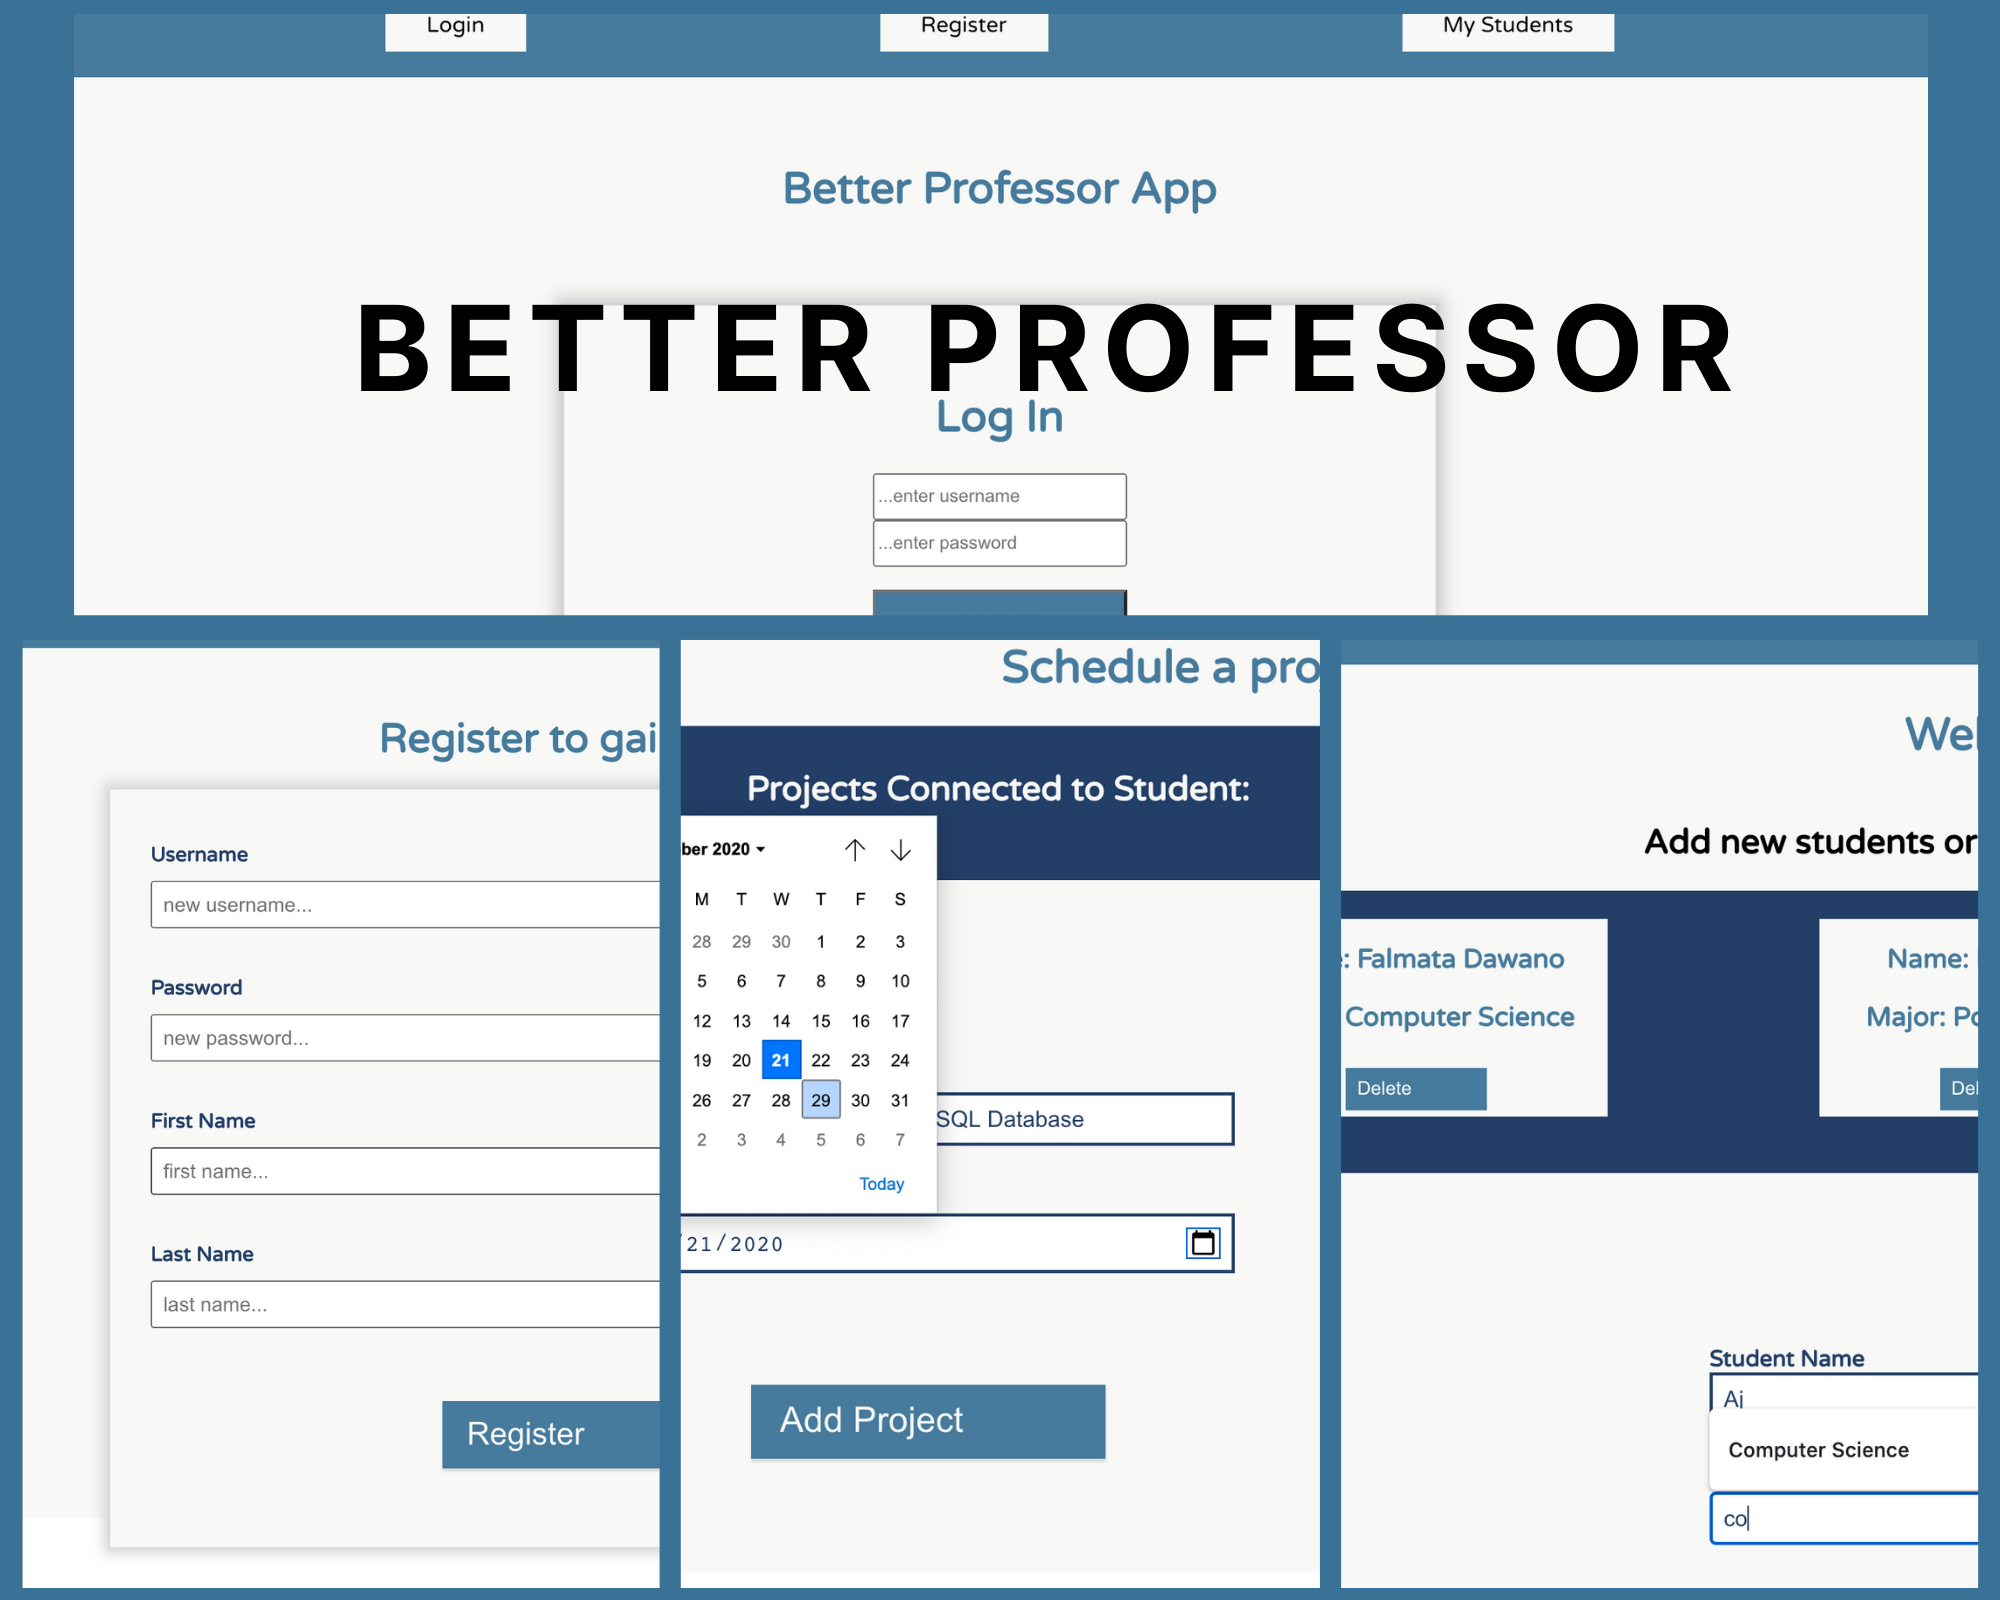 Login
Register
My Students
Better Professor App
BETTER PROFESSOR
Log In
...enter username
...enter password
Register to gai
Username
new username...
Password
new password...
First Name
first name...
Last Name
last name...
Register
Schedule a pro
Projects Connected to Student:
ber 2020
M T W T F S
28 29 30 1 2 3
5 6 7 8 9 10
12 13 14 15 16 17
19 20 21 22 23 24
26 27 28 29 30 31
2 3 4 5 6 7
Today
SQL Database
/21/2020
Add Project
Wel
Add new students or
: Falmata Dawano
Computer Science
Delete
Name:
Major: Po
Del
Student Name
Aj
Computer Science
co